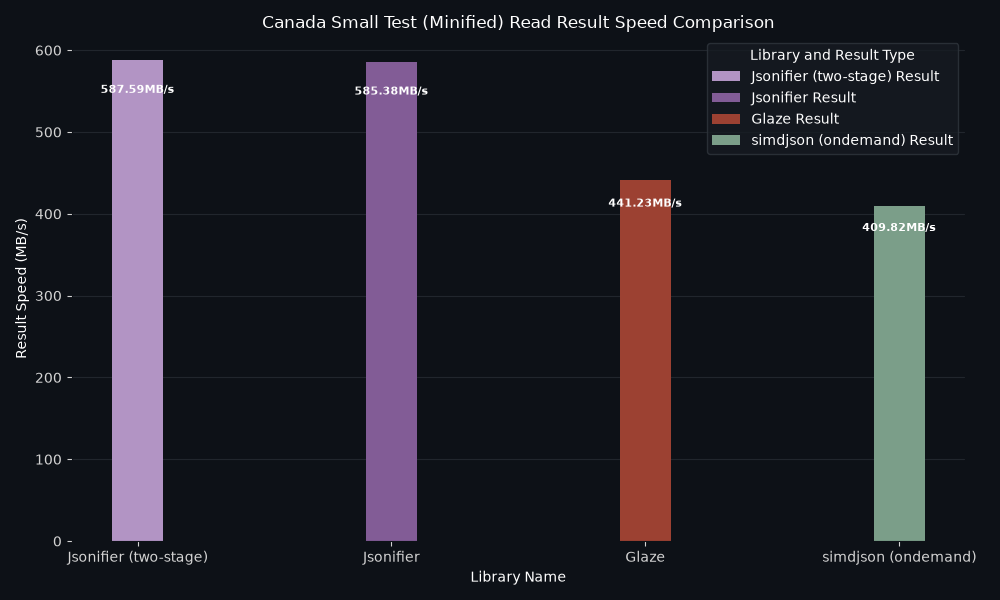 Canada Small Test (Minified) Read Result Speed Comparison
Library and Result Type
Jsonifier (two-stage) Result
Jsonifier Result
Glaze Result
simdjson (ondemand) Result
587.59MB/s
585.38MB/s
441.23MB/s
409.82MB/s
Result Speed (MB/s)
600
500
400
300
200
100
0
Jsonifier (two-stage)
Jsonifier
Glaze
simdjson (ondemand)
Library Name